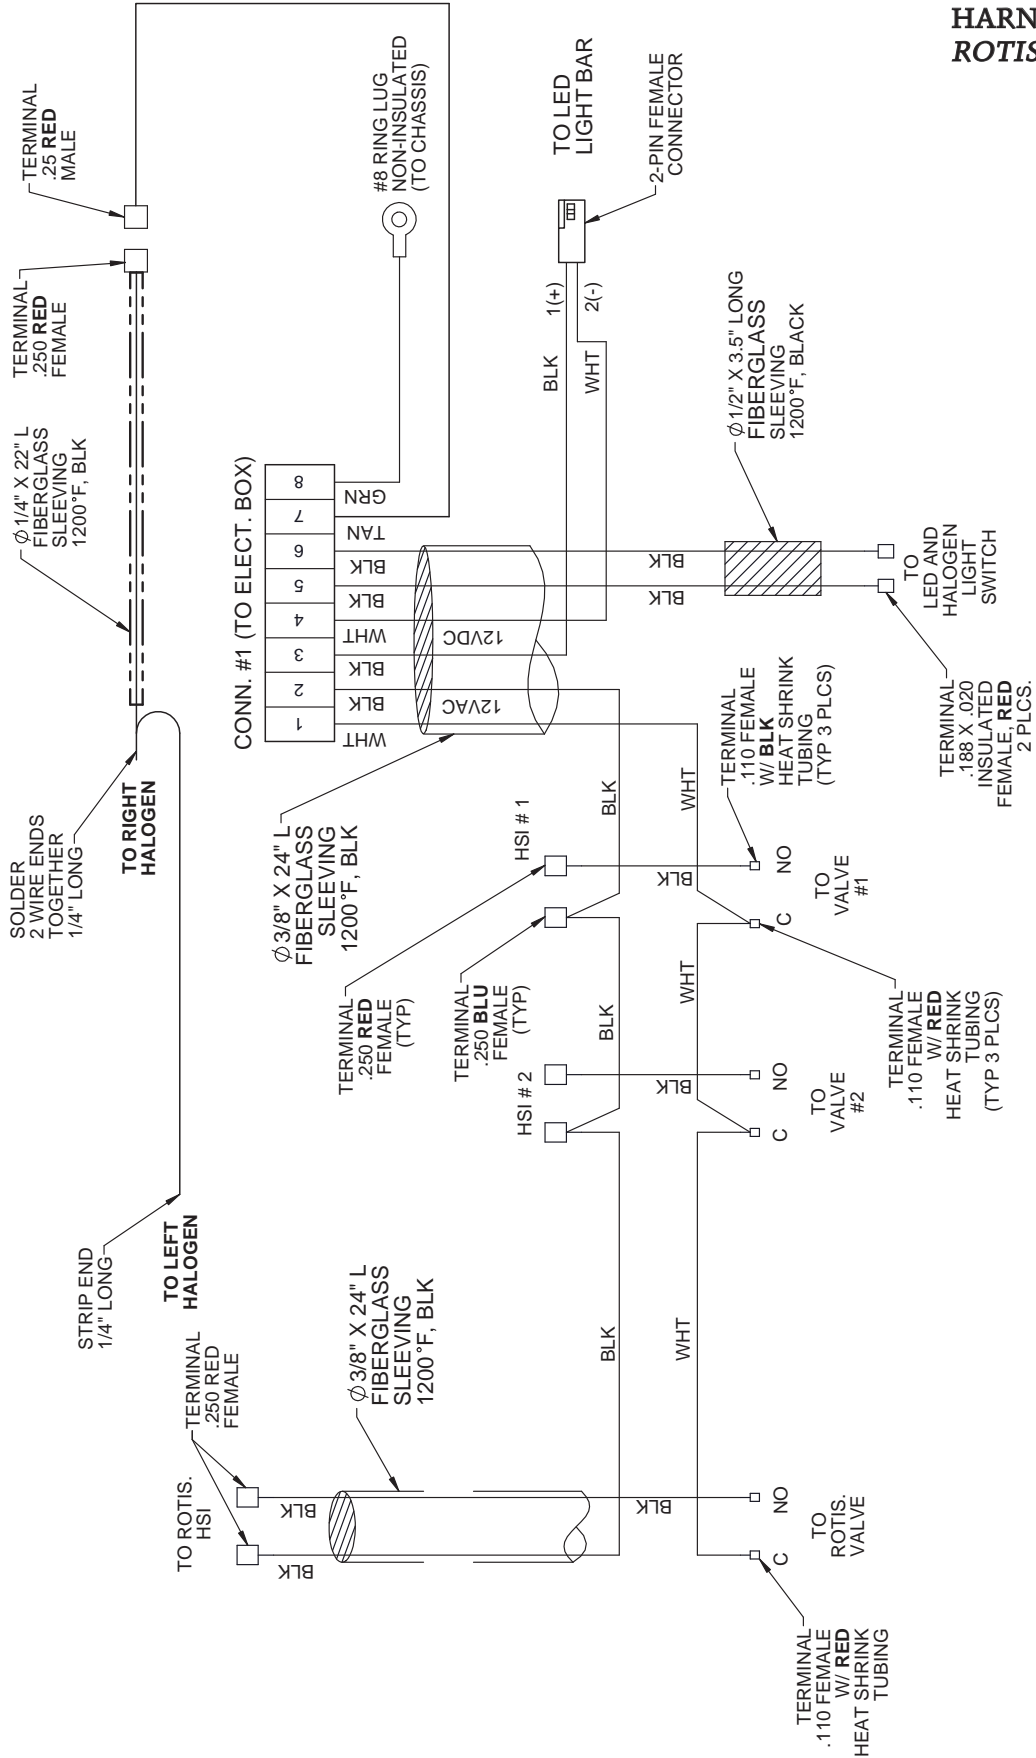 HARN
ROTIS
SOLDER
2 WIRE ENDS
TOGETHER
1/4" LONG
TO RIGHT
HALOGEN
Ø1/4" X 22" L
FIBERGLASS
SLEEVING
1200°F, BLK
TERMINAL
.250 RED
FEMALE
TERMINAL
.25 RED
MALE
STRIP END
1/4" LONG
TO LEFT
HALOGEN
CONN. #1 (TO ELECT. BOX)
1
2
3
4
5
6
7
8
WHT
BLK
BLK
WHT
BLK
BLK
TAN
GRN
12VAC
12VDC
#8 RING LUG
NON-INSULATED
(TO CHASSIS)
TO LED
LIGHT BAR
2-PIN FEMALE
CONNECTOR
1(+)
2(-)
BLK
WHT
Ø3/8" X 24" L
FIBERGLASS
SLEEVING
1200°F, BLK
Ø1/2" X 3.5" LONG
FIBERGLASS
SLEEVING
1200°F, BLACK
BLK
BLK
TO
LED AND
HALOGEN
LIGHT
SWITCH
TERMINAL
.188 X .020
INSULATED
FEMALE, RED
2 PLCS.
TERMINAL
.250 RED
FEMALE
(TYP)
TERMINAL
.250 BLU
FEMALE
(TYP)
HSI # 1
HSI # 2
BLK
WHT
BLK
BLK
WHT
BLK
BLK
WHT
TERMINAL
.110 FEMALE
W/ BLK
HEAT SHRINK
TUBING
(TYP 3 PLCS)
C
NO
TO
VALVE
#1
TERMINAL
.110 FEMALE
W/ RED
HEAT SHRINK
TUBING
(TYP 3 PLCS)
C
NO
TO
VALVE
#2
TO ROTIS.
HSI
TERMINAL
.250 RED
FEMALE
Ø3/8" X 24" L
FIBERGLASS
SLEEVING
1200°F, BLK
BLK
BLK
BLK
C
NO
TO
ROTIS.
VALVE
TERMINAL
.110 FEMALE
W/ RED
HEAT SHRINK
TUBING